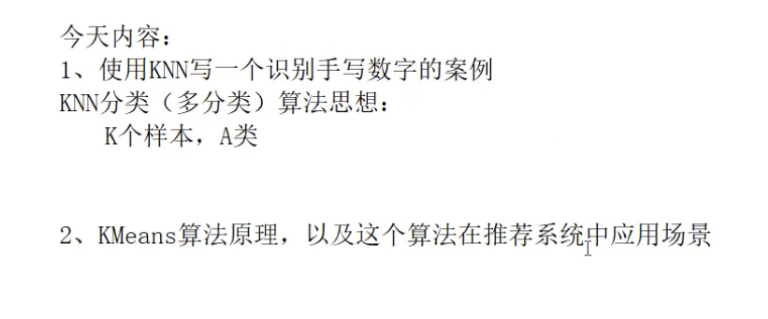 今天内容：
1、使用KNN写一个识别手写数字的案例
KNN分类（多分类）算法思想：
K个样本，A类
2、KMeans算法原理，以及这个算法在推荐系统中应用场景